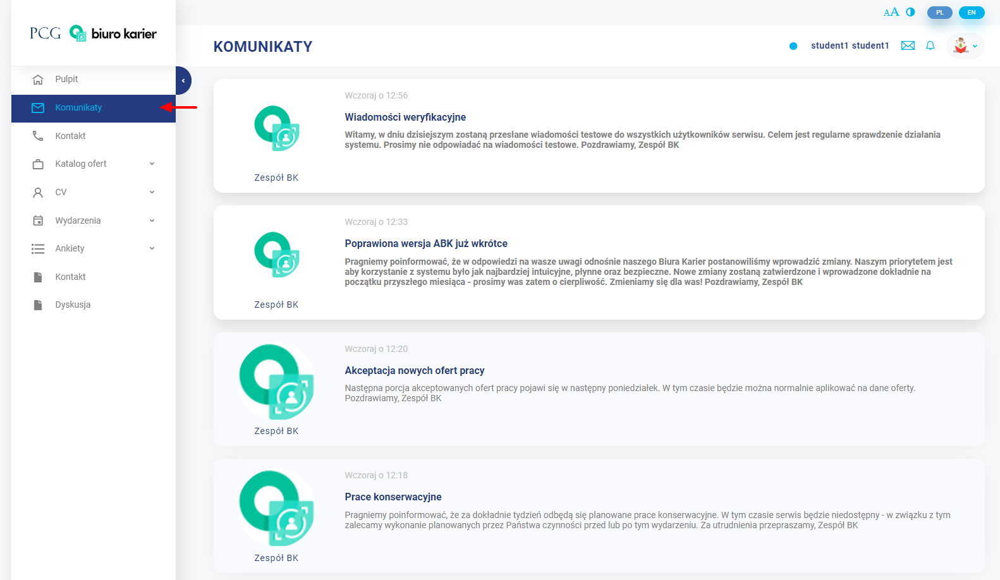 PCG biuro karier
AA PL EN
KOMUNIKATY
student1 student1
Pulpit
Komunikaty
Kontakt
Katalog ofert
CV
Wydarzenia
Ankiety
Kontakt
Dyskusja
Wczoraj o 12:56
Wiadomości weryfikacyjne
Witamy, w dniu dzisiejszym zostaną przesłane wiadomości testowe do wszystkich użytkowników serwisu. Celem jest regularne sprawdzenie działania
systemu. Prosimy nie odpowiadać na wiadomości testowe. Pozdrawiamy, Zespół BK
Zespół BK
Wczoraj o 12:33
Poprawiona wersja ABK już wkrótce
Pragniemy poinformować, że w odpowiedzi na wasze uwagi odnośnie naszego Biura Karier postanowiliśmy wprowadzić zmiany. Naszym priorytetem jest
aby korzystanie z systemu było jak najbardziej intuicyjne, płynne oraz bezpieczne. Nowe zmiany zostaną zatwierdzone i wprowadzone dokładnie na
początku przyszłego miesiąca - prosimy was zatem o cierpliwość. Zmieniamy się dla was! Pozdrawiamy, Zespół BK
Zespół BK
Wczoraj o 12:20
Akceptacja nowych ofert pracy
Następna porcja akceptowanych ofert pracy pojawi się w następny poniedziałek. W tym czasie będzie można normalnie aplikować na dane oferty.
Pozdrawiamy, Zespół BK
Zespół BK
Wczoraj o 12:18
Prace konserwacyjne
Pragniemy poinformować, że za dokładnie tydzień odbędą się planowane prace konserwacyjne. W tym czasie serwis będzie niedostępny - w związku z tym
zalecamy wykonanie planowanych przez Państwa czynności przed lub po tym wydarzeniu. Za utrudnienia przepraszamy, Zespół BK
Zespół BK